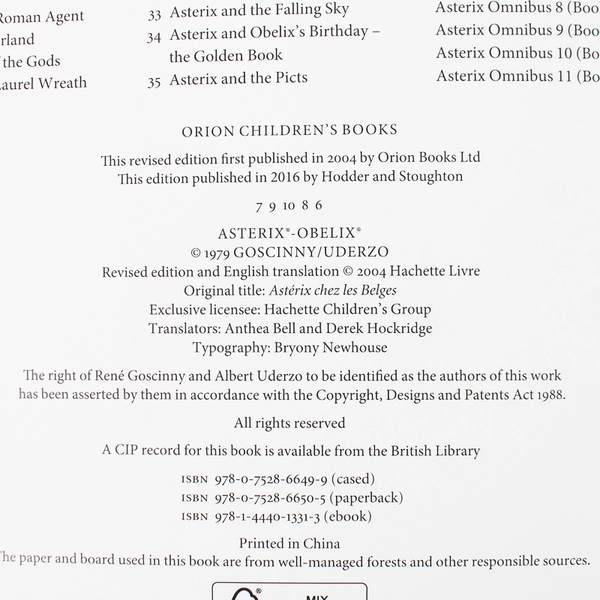 Roman Agent
rland
the Gods
Laurel Wreath
33 Asterix and the Falling Sky
34 Asterix and Obelix's Birthday –
the Golden Book
35 Asterix and the Picts
Asterix Omnibus 8 (Boo
Asterix Omnibus 9 (Boo
Asterix Omnibus 10 (Bo
Asterix Omnibus 11 (Bo
ORION CHILDREN'S BOOKS
This revised edition first published in 2004 by Orion Books Ltd
This edition published in 2016 by Hodder and Stoughton
7 9 10 8 6
ASTERIX®-OBELIX®
© 1979 GOSCINNY/UDERZO
Revised edition and English translation © 2004 Hachette Livre
Original title: Astérix chez les Belges
Exclusive licensee: Hachette Children's Group
Translators: Anthea Bell and Derek Hockridge
Typography: Bryony Newhouse
The right of René Goscinny and Albert Uderzo to be identified as the authors of this work
has been asserted by them in accordance with the Copyright, Designs and Patents Act 1988.
All rights reserved
A CIP record for this book is available from the British Library
ISBN 978-0-7528-6649-9 (cased)
ISBN 978-0-7528-6650-5 (paperback)
ISBN 978-1-4440-1331-3 (ebook)
Printed in China
The paper and board used in this book are from well-managed forests and other responsible sources.
®
MIX